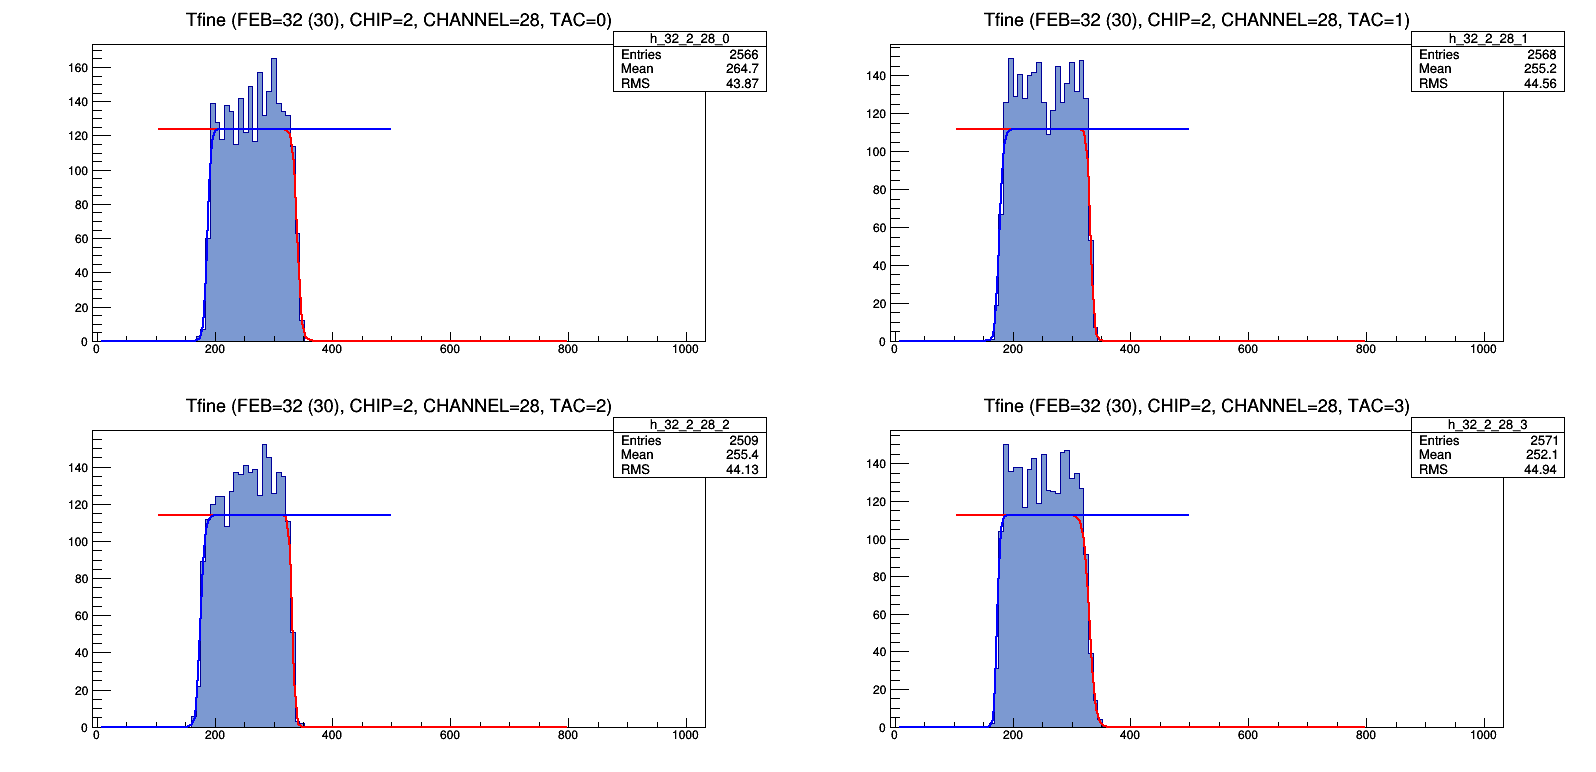 Tfine (FEB=32 (30), CHIP=2, CHANNEL=28, TAC=0)
h_32_2_28_0
Entries 2566
Mean 264.7
RMS 43.87
160
140
120
100
80
60
40
20
0
0 200 400 600 800 1000
Tfine (FEB=32 (30), CHIP=2, CHANNEL=28, TAC=1)
h_32_2_28_1
Entries 2568
Mean 255.2
RMS 44.56
140
120
100
80
60
40
20
0
0 200 400 600 800 1000
Tfine (FEB=32 (30), CHIP=2, CHANNEL=28, TAC=2)
h_32_2_28_2
Entries 2509
Mean 255.4
RMS 44.13
140
120
100
80
60
40
20
0
0 200 400 600 800 1000
Tfine (FEB=32 (30), CHIP=2, CHANNEL=28, TAC=3)
h_32_2_28_3
Entries 2571
Mean 252.1
RMS 44.94
140
120
100
80
60
40
20
0
0 200 400 600 800 1000